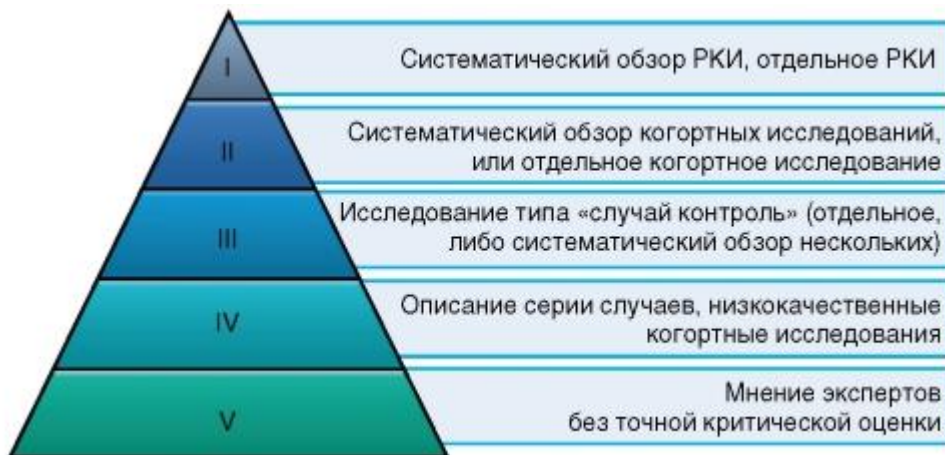 I
Систематический обзор РКИ, отдельное РКИ
II
Систематический обзор когортных исследований,
или отдельное когортное исследование
III
Исследование типа «случай контроль» (отдельное,
либо систематический обзор нескольких)
IV
Описание серии случаев, низкокачественные
когортные исследования
V
Мнение экспертов
без точной критической оценки